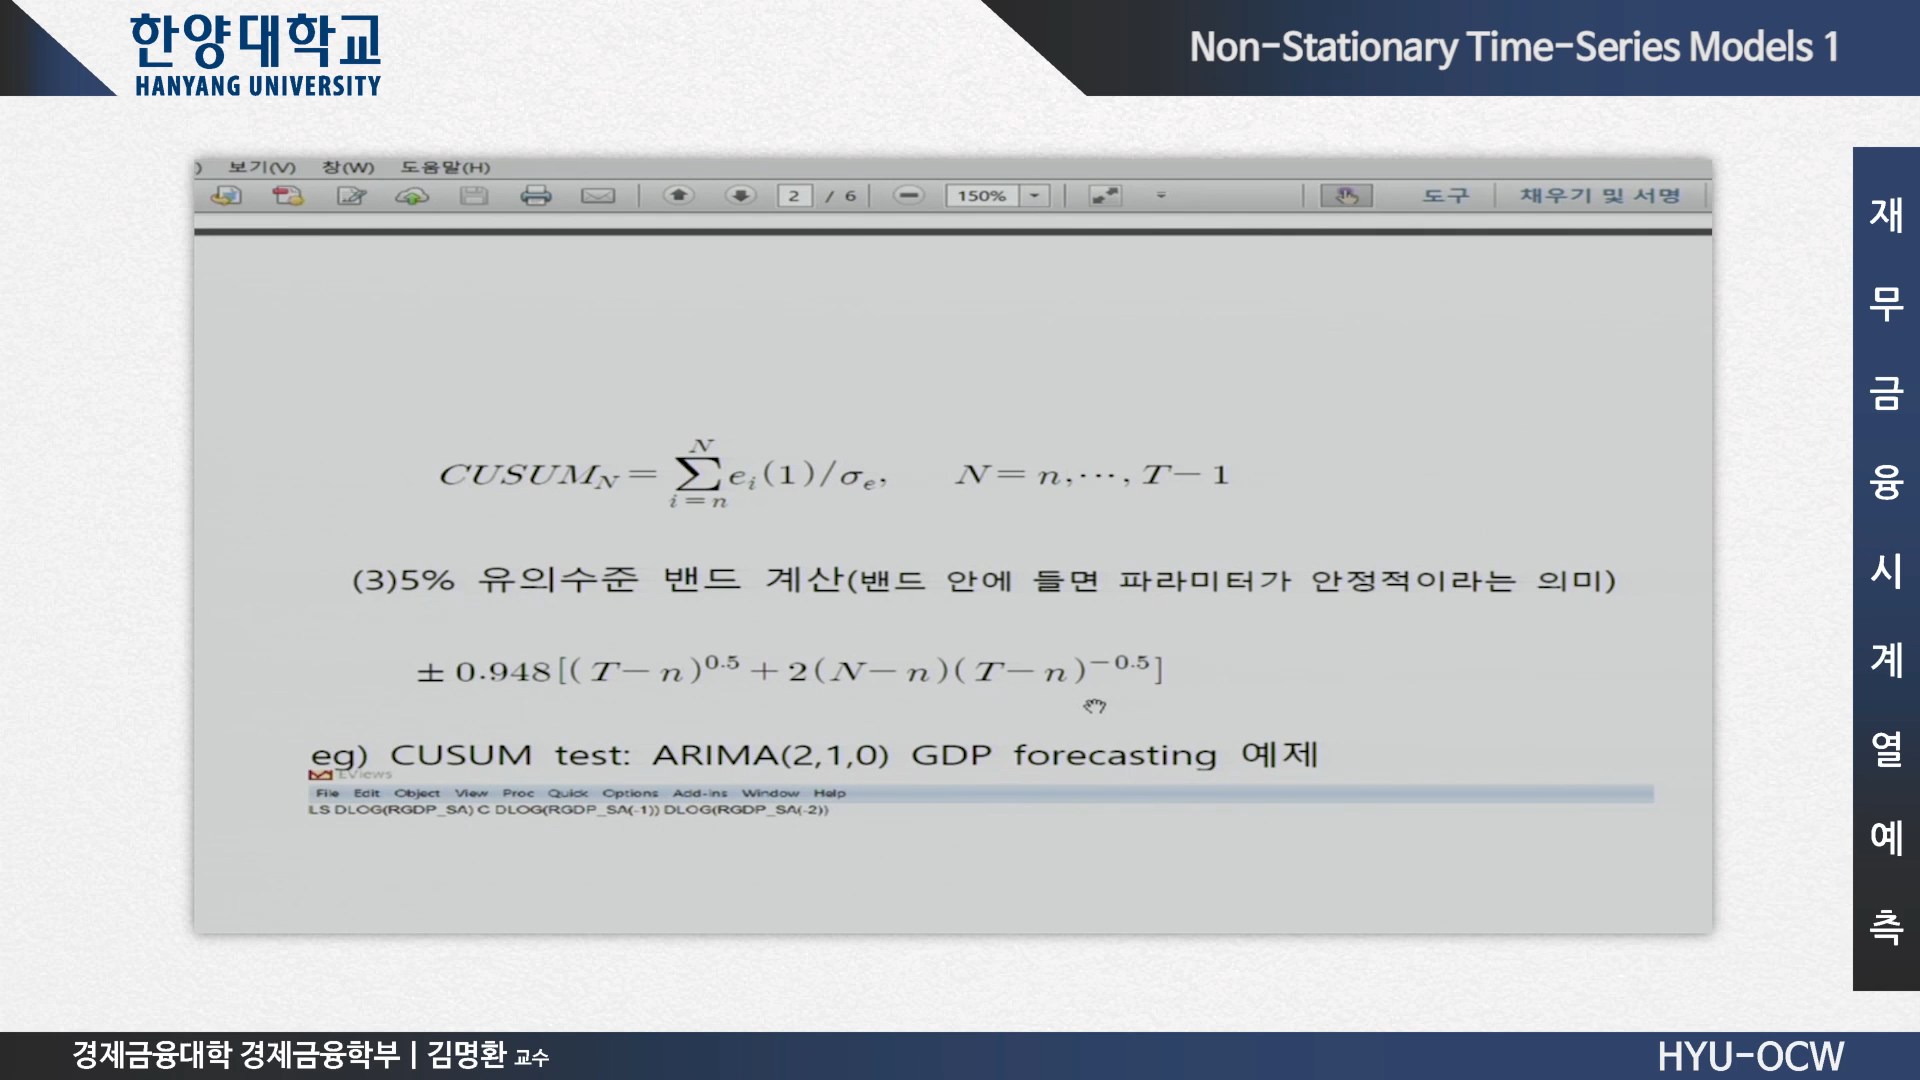 한양대학교
HANYANG UNIVERSITY
Non-Stationary Time-Series Models 1
) 보기(V) 창(W) 도움말(H)
2 / 6 150% 도구 채우기 및 서명
CUSUM_N = \sum_{i=n}^{N} e_i(1)/σ_e, N = n, ⋯, T − 1
(3)5% 유의수준 밴드 계산(밴드 안에 들면 파라미터가 안정적이라는 의미)
± 0.948[(T − n)^{0.5} + 2(N − n)(T − n)^{−0.5}]
eg) CUSUM test: ARIMA(2,1,0) GDP forecasting 예제
EViews
File Edit Object View Proc Quick Options Add-ins Window Help
LS DLOG(RGDP_SA) C DLOG(RGDP_SA(-1)) DLOG(RGDP_SA(-2))
재무금융시계열예측
경제금융대학 경제금융학부 | 김명환 교수
HYU-OCW